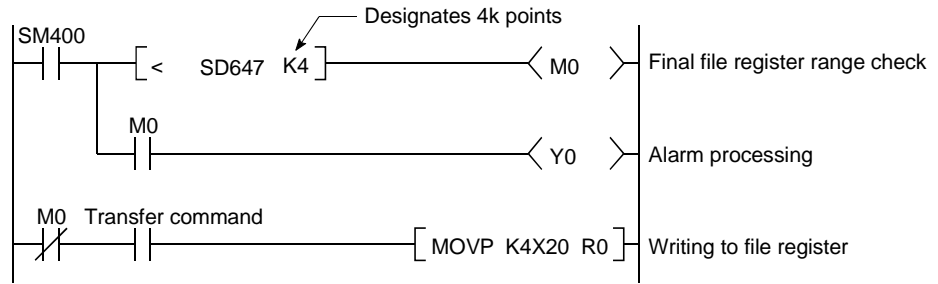 Designates 4k points
SM400
< SD647 K4 M0 Final file register range check
M0
Y0 Alarm processing
M0 Transfer command
MOVP K4X20 R0 Writing to file register